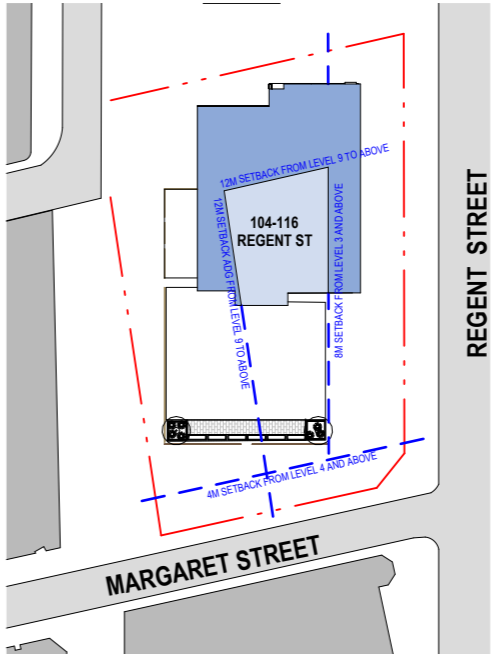 12M SETBACK FROM LEVEL 9 TO ABOVE
12M SETBACK ADG FROM LEVEL 9 TO ABOVE
104-116
REGENT ST
8M SETBACK FROM LEVEL 3 AND ABOVE
REGENT STREET
4M SETBACK FROM LEVEL 4 AND ABOVE
MARGARET STREET